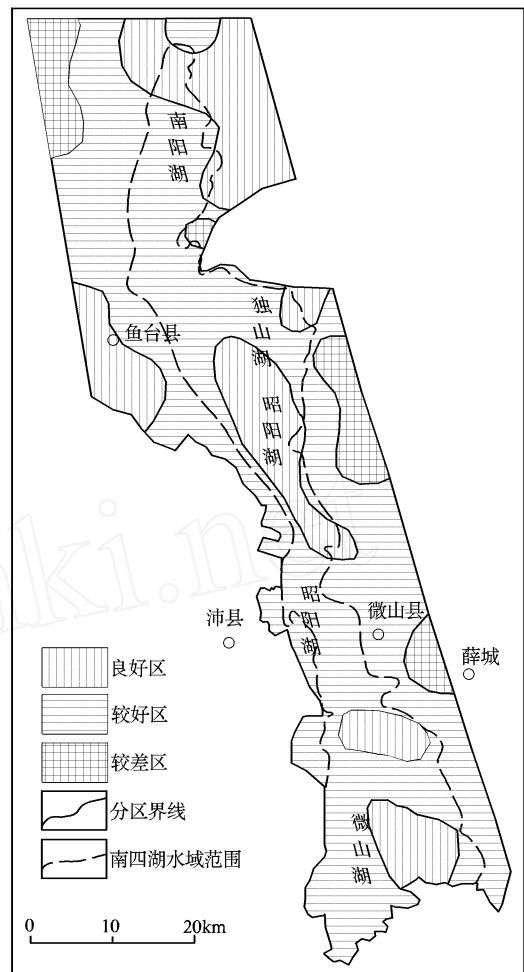 南阳湖
独山湖
鱼台县
昭阳湖
昭阳湖
沛县
微山县
薛城
微山湖
良好区
较好区
较差区
分区界线
南四湖水域范围
0 10 20km